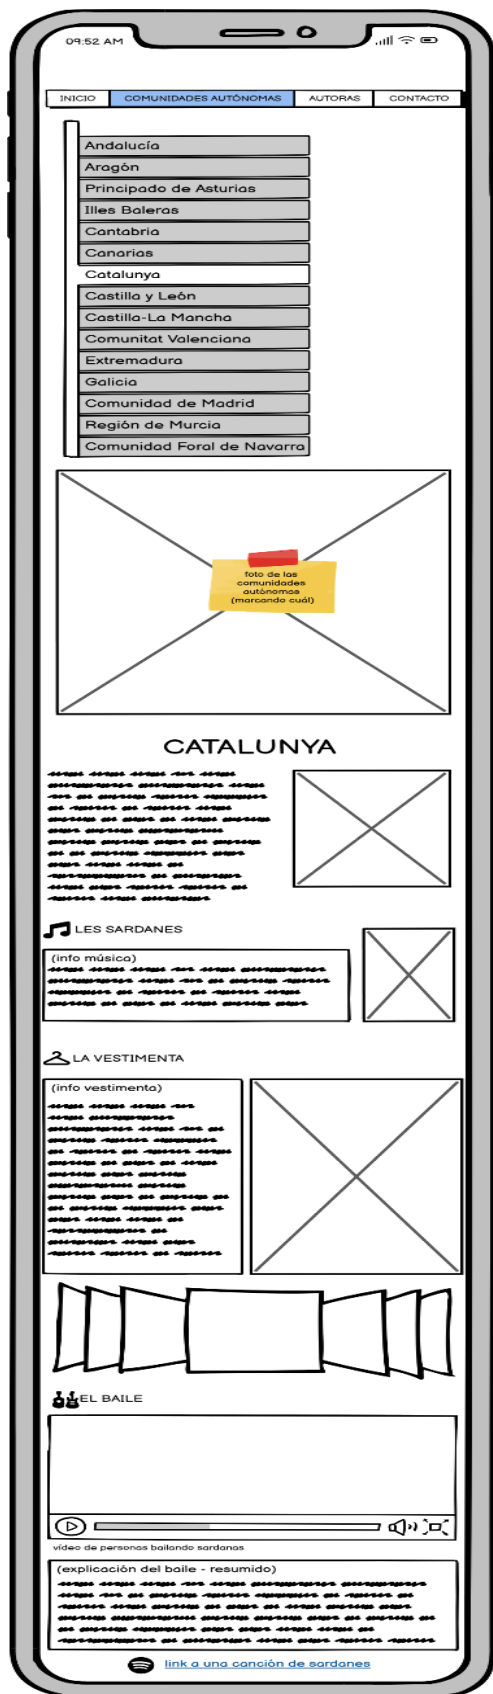 09:52 AM
INICIO COMUNIDADES AUTÓNOMAS AUTORAS CONTACTO
Andalucía
Aragón
Principado de Asturias
Illes Baleras
Cantabria
Canarias
Catalunya
Castilla y León
Castilla-La Mancha
Comunitat Valenciana
Extremadura
Galicia
Comunidad de Madrid
Región de Murcia
Comunidad Foral de Navarra
foto de las
comunidades
autónomas
(marcando cuál)
CATALUNYA
LES SARDANES
(info música)
LA VESTIMENTA
(info vestimenta)
EL BAILE
vídeo de personas bailando sardanas
(explicación del baile - resumido)
link a una canción de sardanes